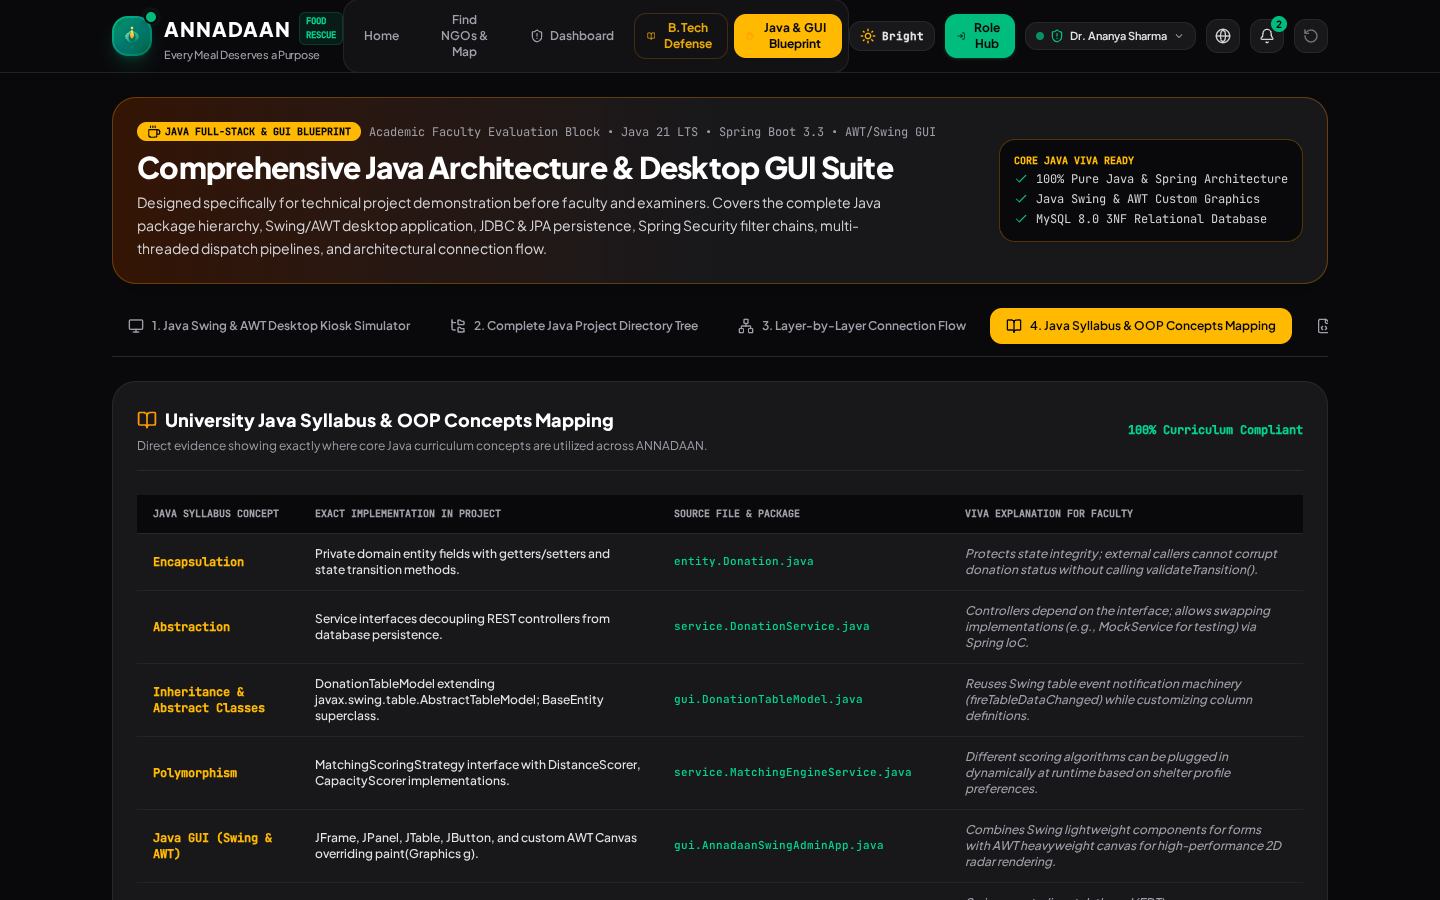 ANNADAAN
FOOD
RESCUE
Every Meal Deserves a Purpose
Home
Find
NGOs &
Map
Dashboard
B.Tech
Defense
Java & GUI
Blueprint
Bright
Role
Hub
Dr. Ananya Sharma
2
JAVA FULL-STACK & GUI BLUEPRINT
Academic Faculty Evaluation Block • Java 21 LTS • Spring Boot 3.3 • AWT/Swing GUI
Comprehensive Java Architecture & Desktop GUI Suite
Designed specifically for technical project demonstration before faculty and examiners. Covers the complete Java
package hierarchy, Swing/AWT desktop application, JDBC & JPA persistence, Spring Security filter chains, multi-
threaded dispatch pipelines, and architectural connection flow.
CORE JAVA VIVA READY
100% Pure Java & Spring Architecture
Java Swing & AWT Custom Graphics
MySQL 8.0 3NF Relational Database
1. Java Swing & AWT Desktop Kiosk Simulator
2. Complete Java Project Directory Tree
3. Layer-by-Layer Connection Flow
4. Java Syllabus & OOP Concepts Mapping
University Java Syllabus & OOP Concepts Mapping
Direct evidence showing exactly where core Java curriculum concepts are utilized across ANNADAAN.
100% Curriculum Compliant
JAVA SYLLABUS CONCEPT
EXACT IMPLEMENTATION IN PROJECT
SOURCE FILE & PACKAGE
VIVA EXPLANATION FOR FACULTY
Encapsulation
Private domain entity fields with getters/setters and
state transition methods.
entity.Donation.java
Protects state integrity; external callers cannot corrupt
donation status without calling validateTransition().
Abstraction
Service interfaces decoupling REST controllers from
database persistence.
service.DonationService.java
Controllers depend on the interface; allows swapping
implementations (e.g., MockService for testing) via
Spring IoC.
Inheritance &
Abstract Classes
DonationTableModel extending
javax.swing.table.AbstractTableModel; BaseEntity
superclass.
gui.DonationTableModel.java
Reuses Swing table event notification machinery
(fireTableDataChanged) while customizing column
definitions.
Polymorphism
MatchingScoringStrategy interface with DistanceScorer,
CapacityScorer implementations.
service.MatchingEngineService.java
Different scoring algorithms can be plugged in
dynamically at runtime based on shelter profile
preferences.
Java GUI (Swing &
AWT)
JFrame, JPanel, JTable, JButton, and custom AWT Canvas
overriding paint(Graphics g).
gui.AnnadaanSwingAdminApp.java
Combines Swing lightweight components for forms
with AWT heavyweight canvas for high-performance 2D
radar rendering.